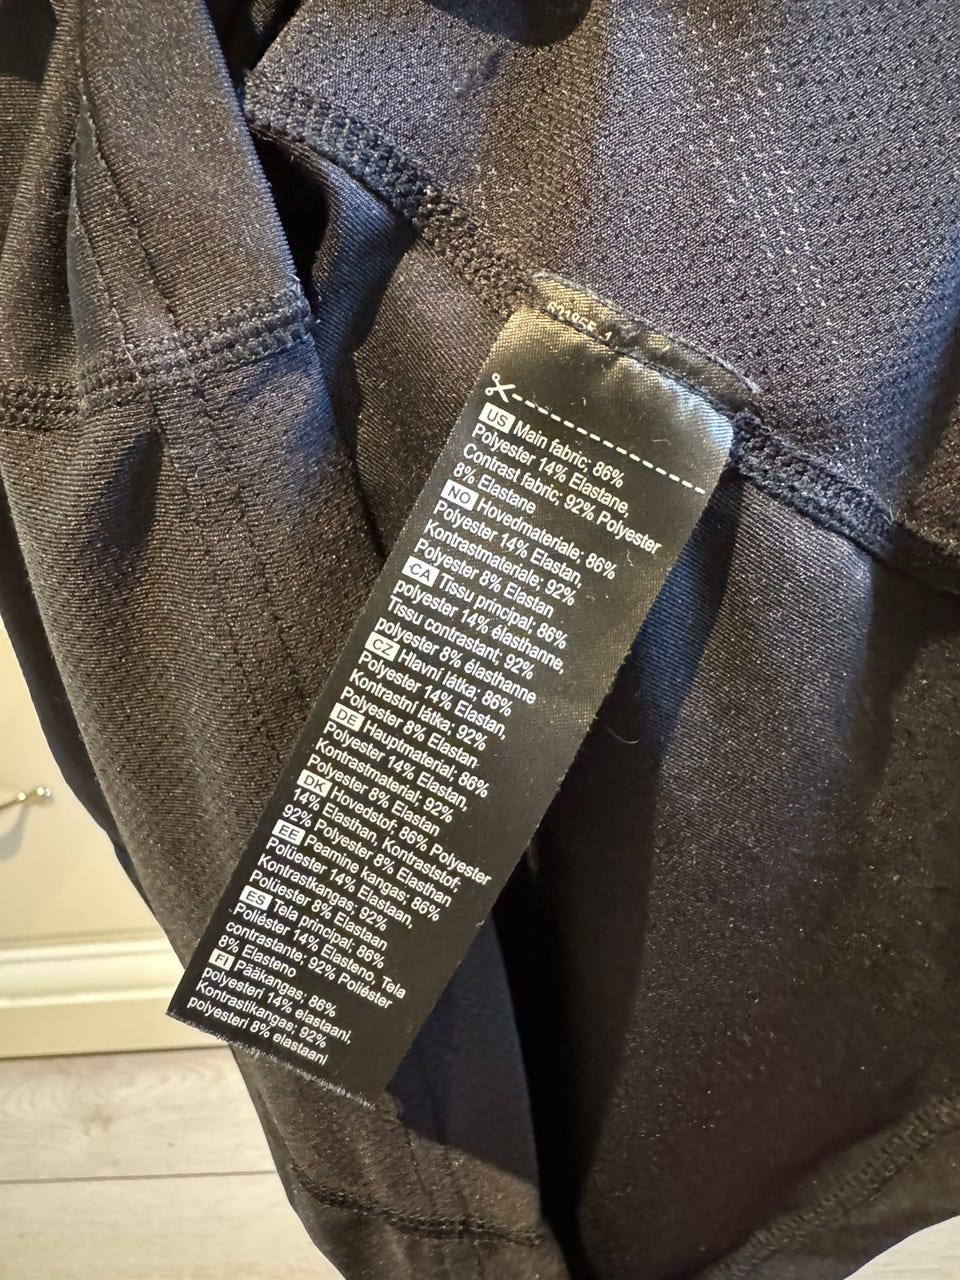 US Main fabric; 86%
Polyester 14% Elastane,
Contrast fabric; 92% Polyester
8% Elastane
NO Hovedmateriale; 86%
Polyester 14% Elastan,
Kontrastmateriale; 92%
Polyester 8% Elastan
CA Tissu principal; 86%
polyester 14% élasthanne,
Tissu contrastant; 92%
polyester 8% élasthanne
CZ Hlavní látka; 86%
Polyester 14% Elastan,
Kontrastní látka; 92%
Polyester 8% Elastan
DE Hauptmaterial; 86%
Polyester 14% Elastan,
Kontrastmaterial; 92%
Polyester 8% Elastan
DK Hovedstof; 86% Polyester
14% Elasthan, Kontraststof;
92% Polyester 8% Elasthan
EE Peamine kangas; 86%
Polüester 14% Elastaan,
Kontrastkangas; 92%
Polüester 8% Elastaan
ES Tela principal; 86%
Poliéster 14% Elasteno, Tela
contrastante; 92% Poliéster
8% Elasteno
FI Pääkangas; 86%
polyesteri 14% elastaani,
Kontrastikangas; 92%
polyesteri 8% elastaani